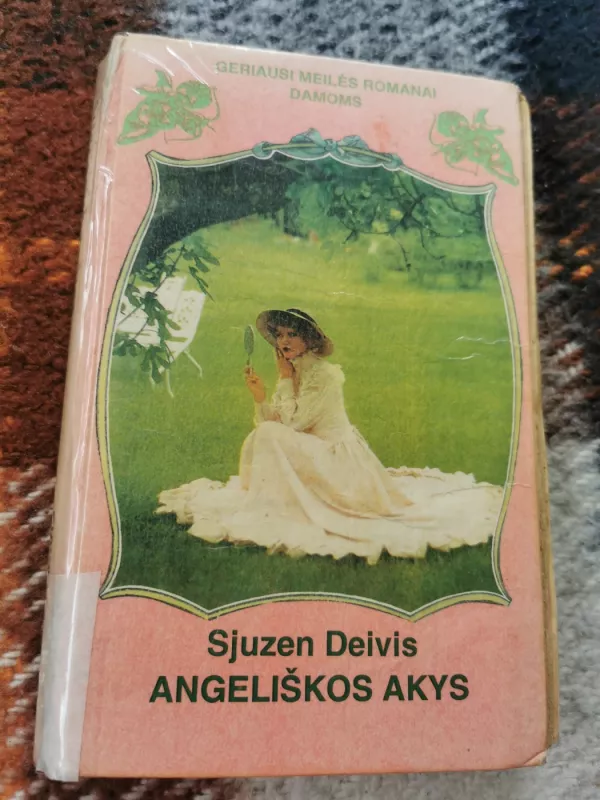 GERIAUSI MEILĖS ROMANAI
DAMOMS
Sjuzen Deivis
ANGELIŠKOS AKYS